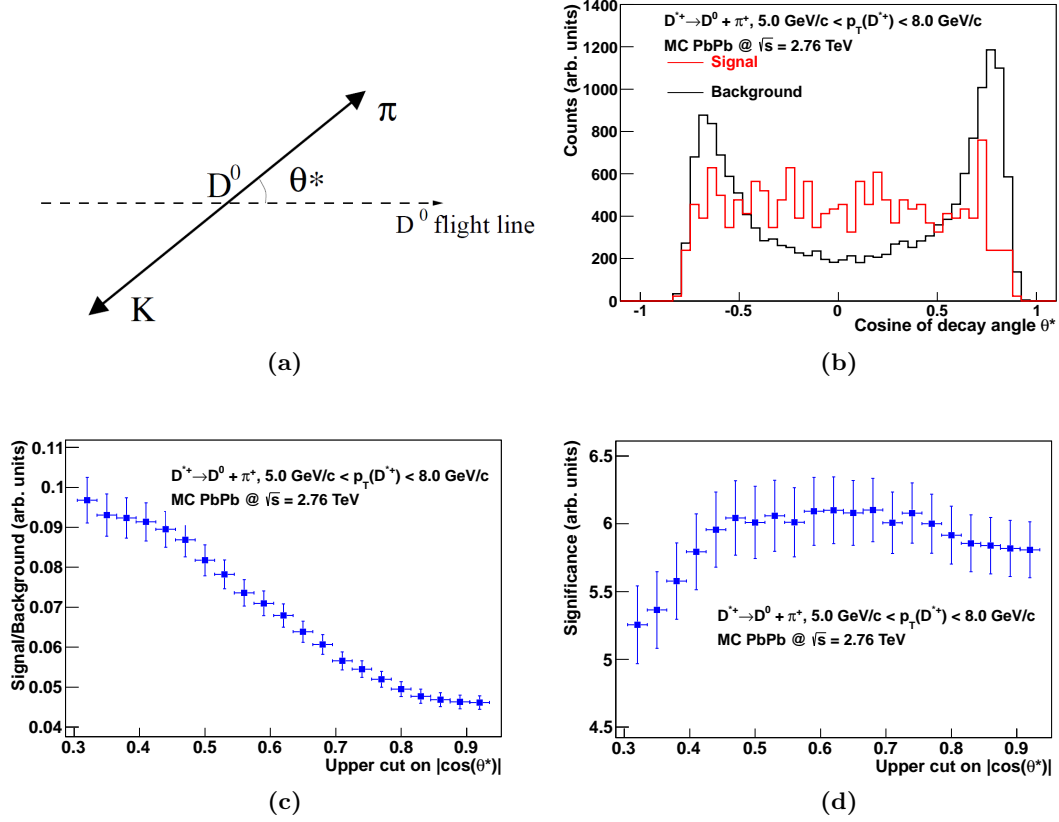 π
D⁰
θ*
D⁰ flight line
K
(a)
D*⁺→D⁰ + π⁺, 5.0 GeV/c < p_T(D*⁺) < 8.0 GeV/c
MC PbPb @ √s = 2.76 TeV
Signal
Background
Counts (arb. units)
1400
1200
1000
800
600
400
200
0
-1 -0.5 0 0.5 1
Cosine of decay angle θ*
(b)
Signal/Background (arb. units)
0.11
0.1
0.09
0.08
0.07
0.06
0.05
0.04
D*⁺→D⁰ + π⁺, 5.0 GeV/c < p_T(D*⁺) < 8.0 GeV/c
MC PbPb @ √s = 2.76 TeV
0.3 0.4 0.5 0.6 0.7 0.8 0.9
Upper cut on |cos(θ*)|
(c)
Significance (arb. units)
6.5
6
5.5
5
4.5
D*⁺→D⁰ + π⁺, 5.0 GeV/c < p_T(D*⁺) < 8.0 GeV/c
MC PbPb @ √s = 2.76 TeV
0.3 0.4 0.5 0.6 0.7 0.8 0.9
Upper cut on |cos(θ*)|
(d)